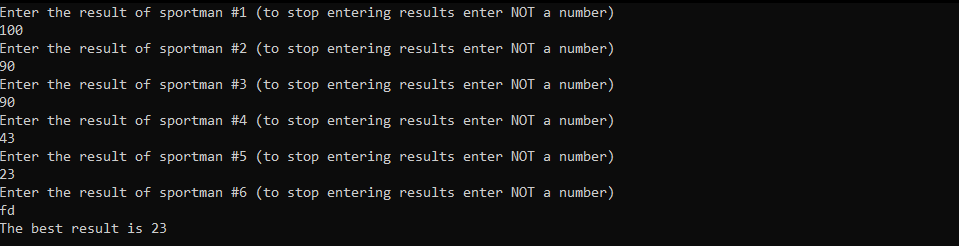 Enter the result of sportman #1 (to stop entering results enter NOT a number)
100
Enter the result of sportman #2 (to stop entering results enter NOT a number)
90
Enter the result of sportman #3 (to stop entering results enter NOT a number)
90
Enter the result of sportman #4 (to stop entering results enter NOT a number)
43
Enter the result of sportman #5 (to stop entering results enter NOT a number)
23
Enter the result of sportman #6 (to stop entering results enter NOT a number)
fd
The best result is 23